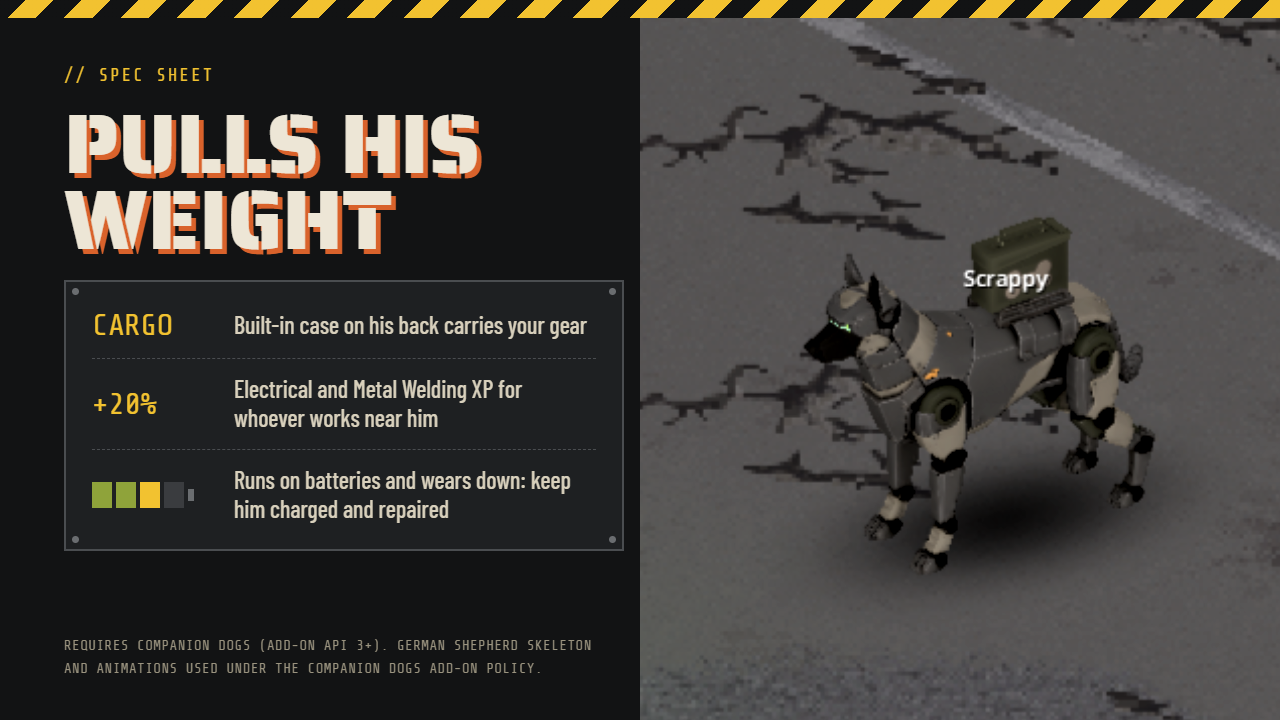 // SPEC SHEET
PULLS HIS
WEIGHT
CARGO
Built-in case on his back carries your gear
+20%
Electrical and Metal Welding XP for
whoever works near him
Runs on batteries and wears down: keep
him charged and repaired
REQUIRES COMPANION DOGS (ADD-ON API 3+). GERMAN SHEPHERD SKELETON
AND ANIMATIONS USED UNDER THE COMPANION DOGS ADD-ON POLICY.
Scrappy